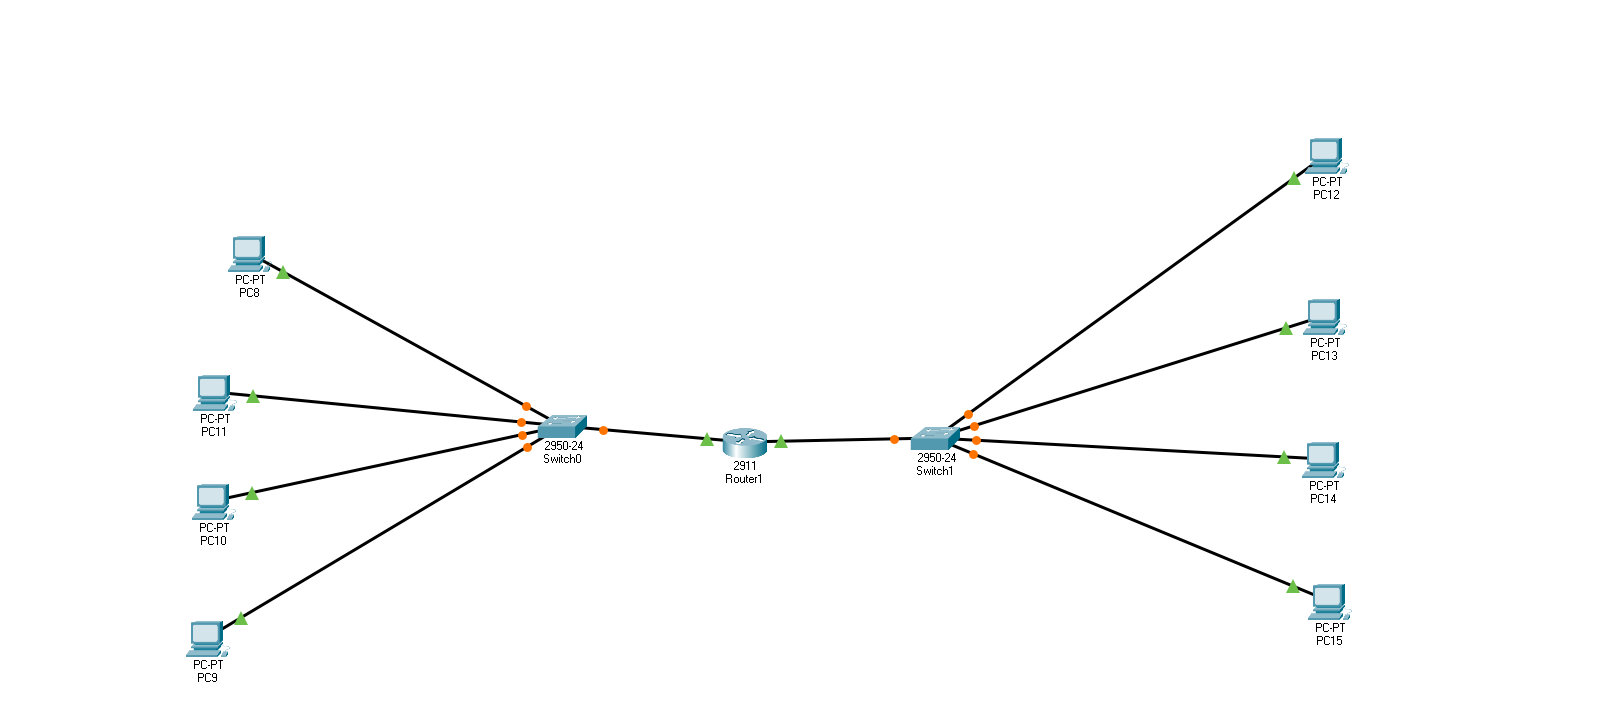 PC-PT
PC12
PC-PT
PC8
PC-PT
PC13
PC-PT
PC11
2950-24
Switch0
2950-24
Switch1
2911
Router1
PC-PT
PC14
PC-PT
PC10
PC-PT
PC15
PC-PT
PC9